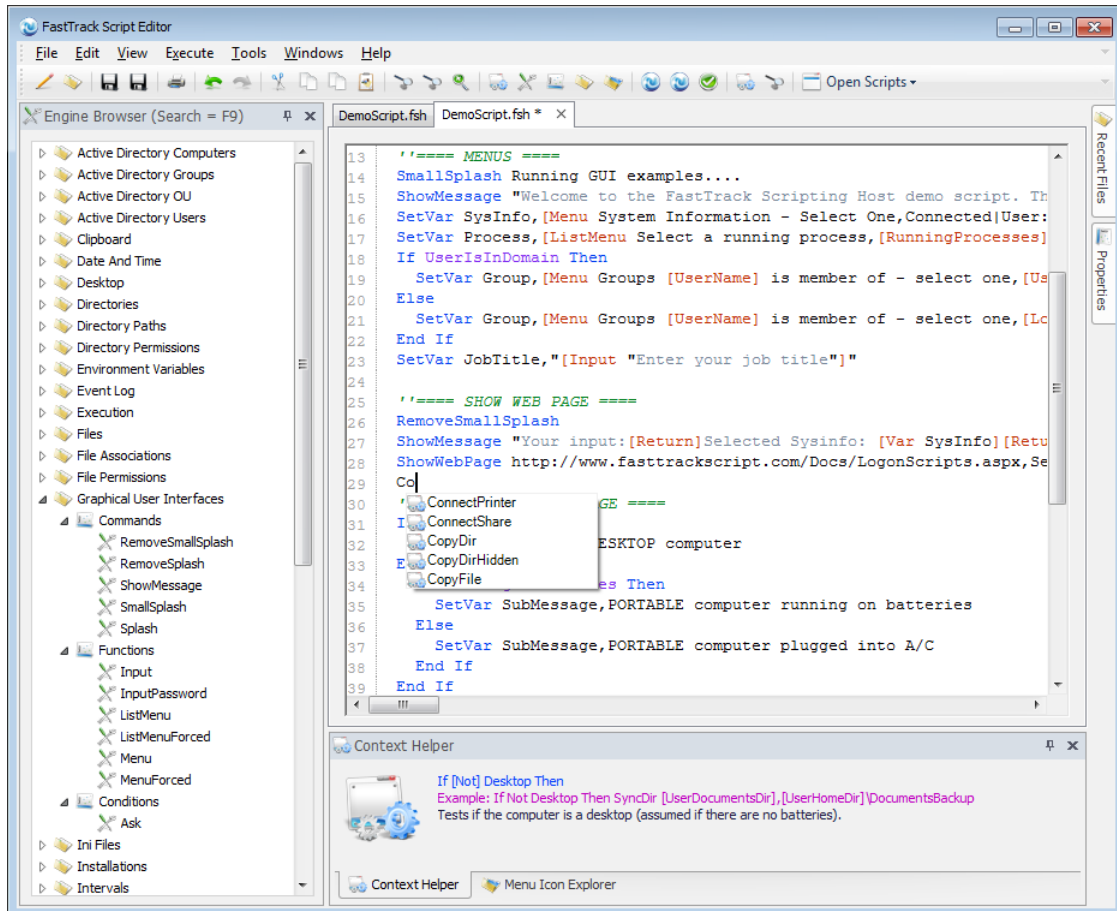 FastTrack Script Editor
File Edit View Execute Tools Windows Help
Open Scripts
Engine Browser (Search = F9)
Active Directory Computers
Active Directory Groups
Active Directory OU
Active Directory Users
Clipboard
Date And Time
Desktop
Directories
Directory Paths
Directory Permissions
Environment Variables
Event Log
Execution
Files
File Associations
File Permissions
Graphical User Interfaces
Commands
RemoveSmallSplash
RemoveSplash
ShowMessage
SmallSplash
Splash
Functions
Input
InputPassword
ListMenu
ListMenuForced
Menu
MenuForced
Conditions
Ask
Ini Files
Installations
Intervals
DemoScript.fsh DemoScript.fsh *
13 ''==== MENUS ====
14 SmallSplash Running GUI examples....
15 ShowMessage "Welcome to the FastTrack Scripting Host demo script. Th
16 SetVar SysInfo,[Menu System Information - Select One,Connected|User:
17 SetVar Process,[ListMenu Select a running process,[RunningProcesses]
18 If UserIsInDomain Then
19 SetVar Group,[Menu Groups [UserName] is member of - select one,[Us
20 Else
21 SetVar Group,[Menu Groups [UserName] is member of - select one,[Lo
22 End If
23 SetVar JobTitle,"[Input "Enter your job title"]"
24
25 ''==== SHOW WEB PAGE ====
26 RemoveSmallSplash
27 ShowMessage "Your input:[Return]Selected Sysinfo: [Var SysInfo][Retu
28 ShowWebPage http://www.fasttrackscript.com/Docs/LogonScripts.aspx,Se
29 Co
30 ' GE ====
31 I
32 ESKTOP computer
33 E
34 es Then
35 SetVar SubMessage,PORTABLE computer running on batteries
36 Else
37 SetVar SubMessage,PORTABLE computer plugged into A/C
38 End If
39 End If
ConnectPrinter
ConnectShare
CopyDir
CopyDirHidden
CopyFile
Context Helper
If [Not] Desktop Then
Example: If Not Desktop Then SyncDir [UserDocumentsDir],[UserHomeDir]\DocumentsBackup
Tests if the computer is a desktop (assumed if there are no batteries).
Context Helper Menu Icon Explorer
Recent Files
Properties